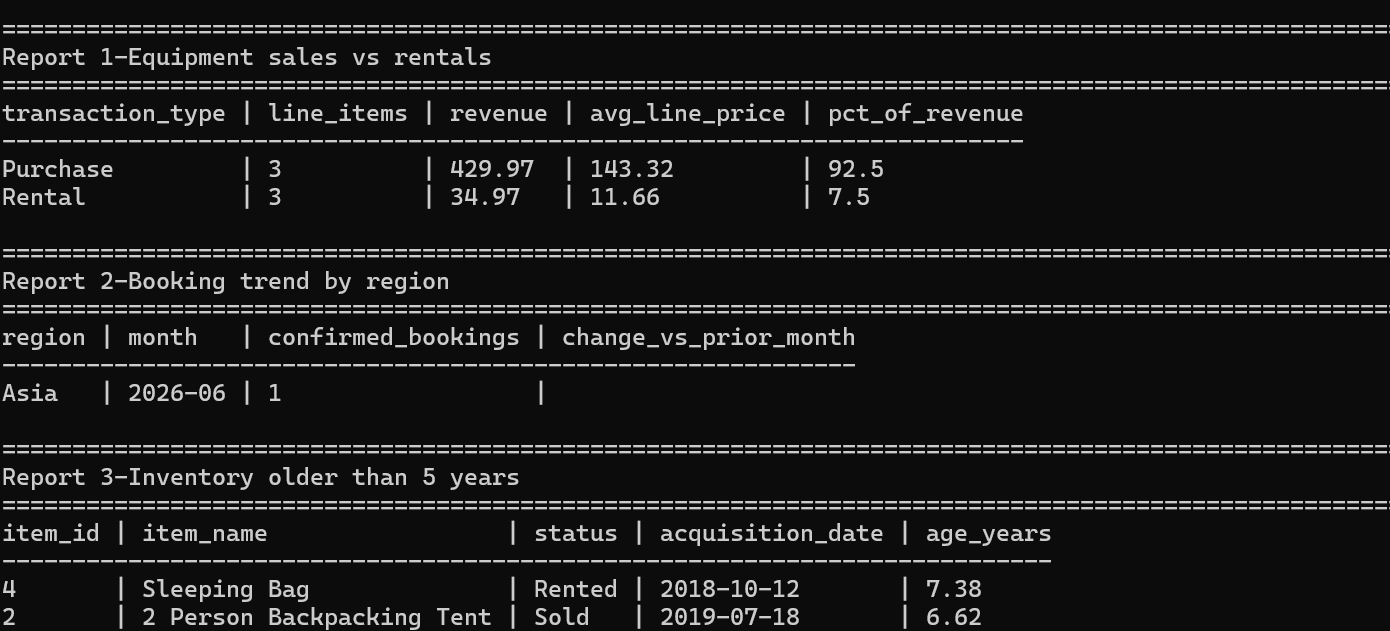 ====================================================================================================
Report 1-Equipment sales vs rentals
====================================================================================================
transaction_type | line_items | revenue | avg_line_price | pct_of_revenue
-------------------------------------------------------------------------
Purchase         | 3          | 429.97  | 143.32         | 92.5
Rental           | 3          | 34.97   | 11.66          | 7.5
====================================================================================================
Report 2-Booking trend by region
====================================================================================================
region | month   | confirmed_bookings | change_vs_prior_month
-------------------------------------------------------------
Asia   | 2026-06 | 1                  |
====================================================================================================
Report 3-Inventory older than 5 years
====================================================================================================
item_id | item_name                 | status | acquisition_date | age_years
---------------------------------------------------------------------------
4       | Sleeping Bag              | Rented | 2018-10-12       | 7.38
2       | 2 Person Backpacking Tent | Sold   | 2019-07-18       | 6.62